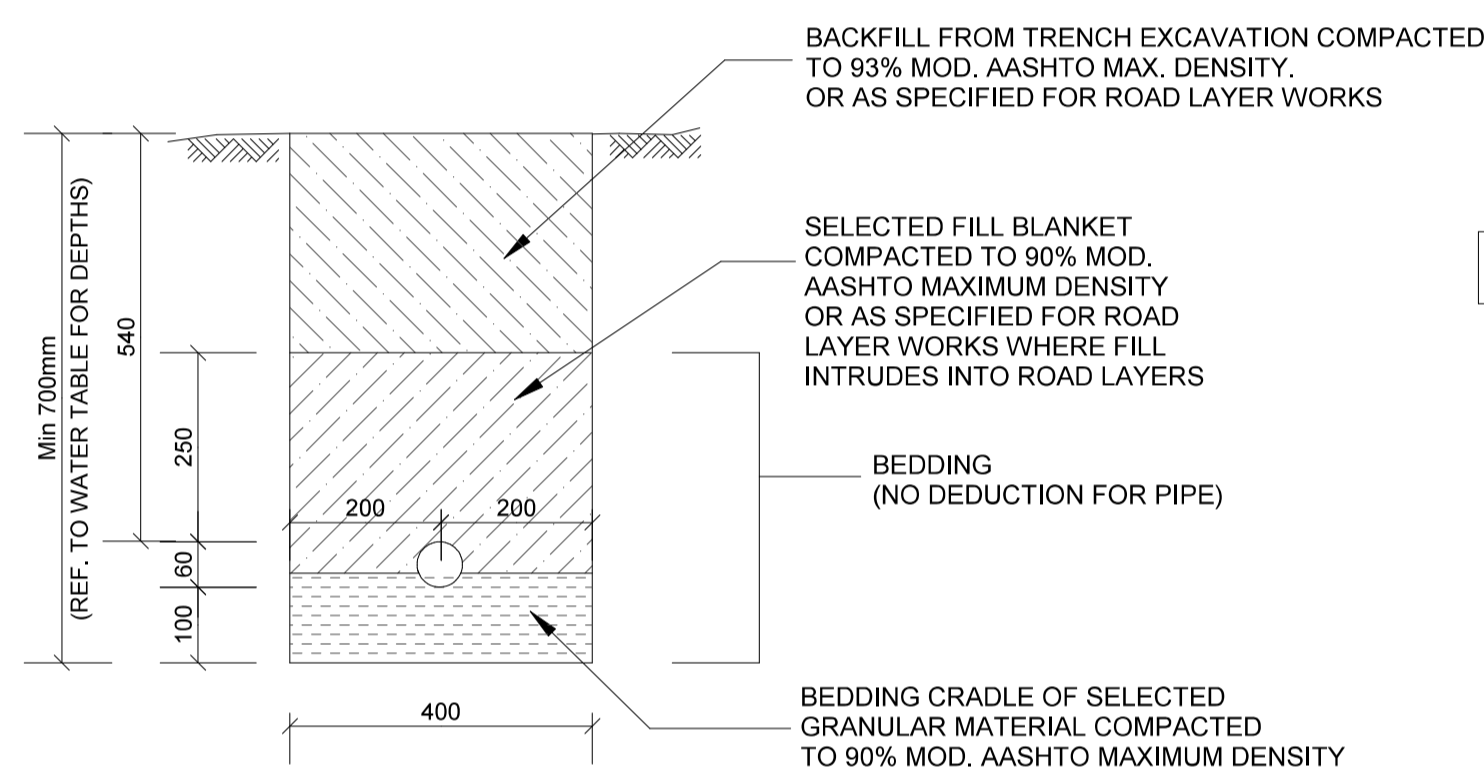 BACKFILL FROM TRENCH EXCAVATION COMPACTED
TO 93% MOD. AASHTO MAX. DENSITY.
OR AS SPECIFIED FOR ROAD LAYER WORKS
SELECTED FILL BLANKET
COMPACTED TO 90% MOD.
AASHTO MAXIMUM DENSITY
OR AS SPECIFIED FOR ROAD
LAYER WORKS WHERE FILL
INTRUDES INTO ROAD LAYERS
Min 700mm
(REF. TO WATER TABLE FOR DEPTHS)
540
250
60
100
200
200
400
BEDDING
(NO DEDUCTION FOR PIPE)
BEDDING CRADLE OF SELECTED
GRANULAR MATERIAL COMPACTED
TO 90% MOD. AASHTO MAXIMUM DENSITY